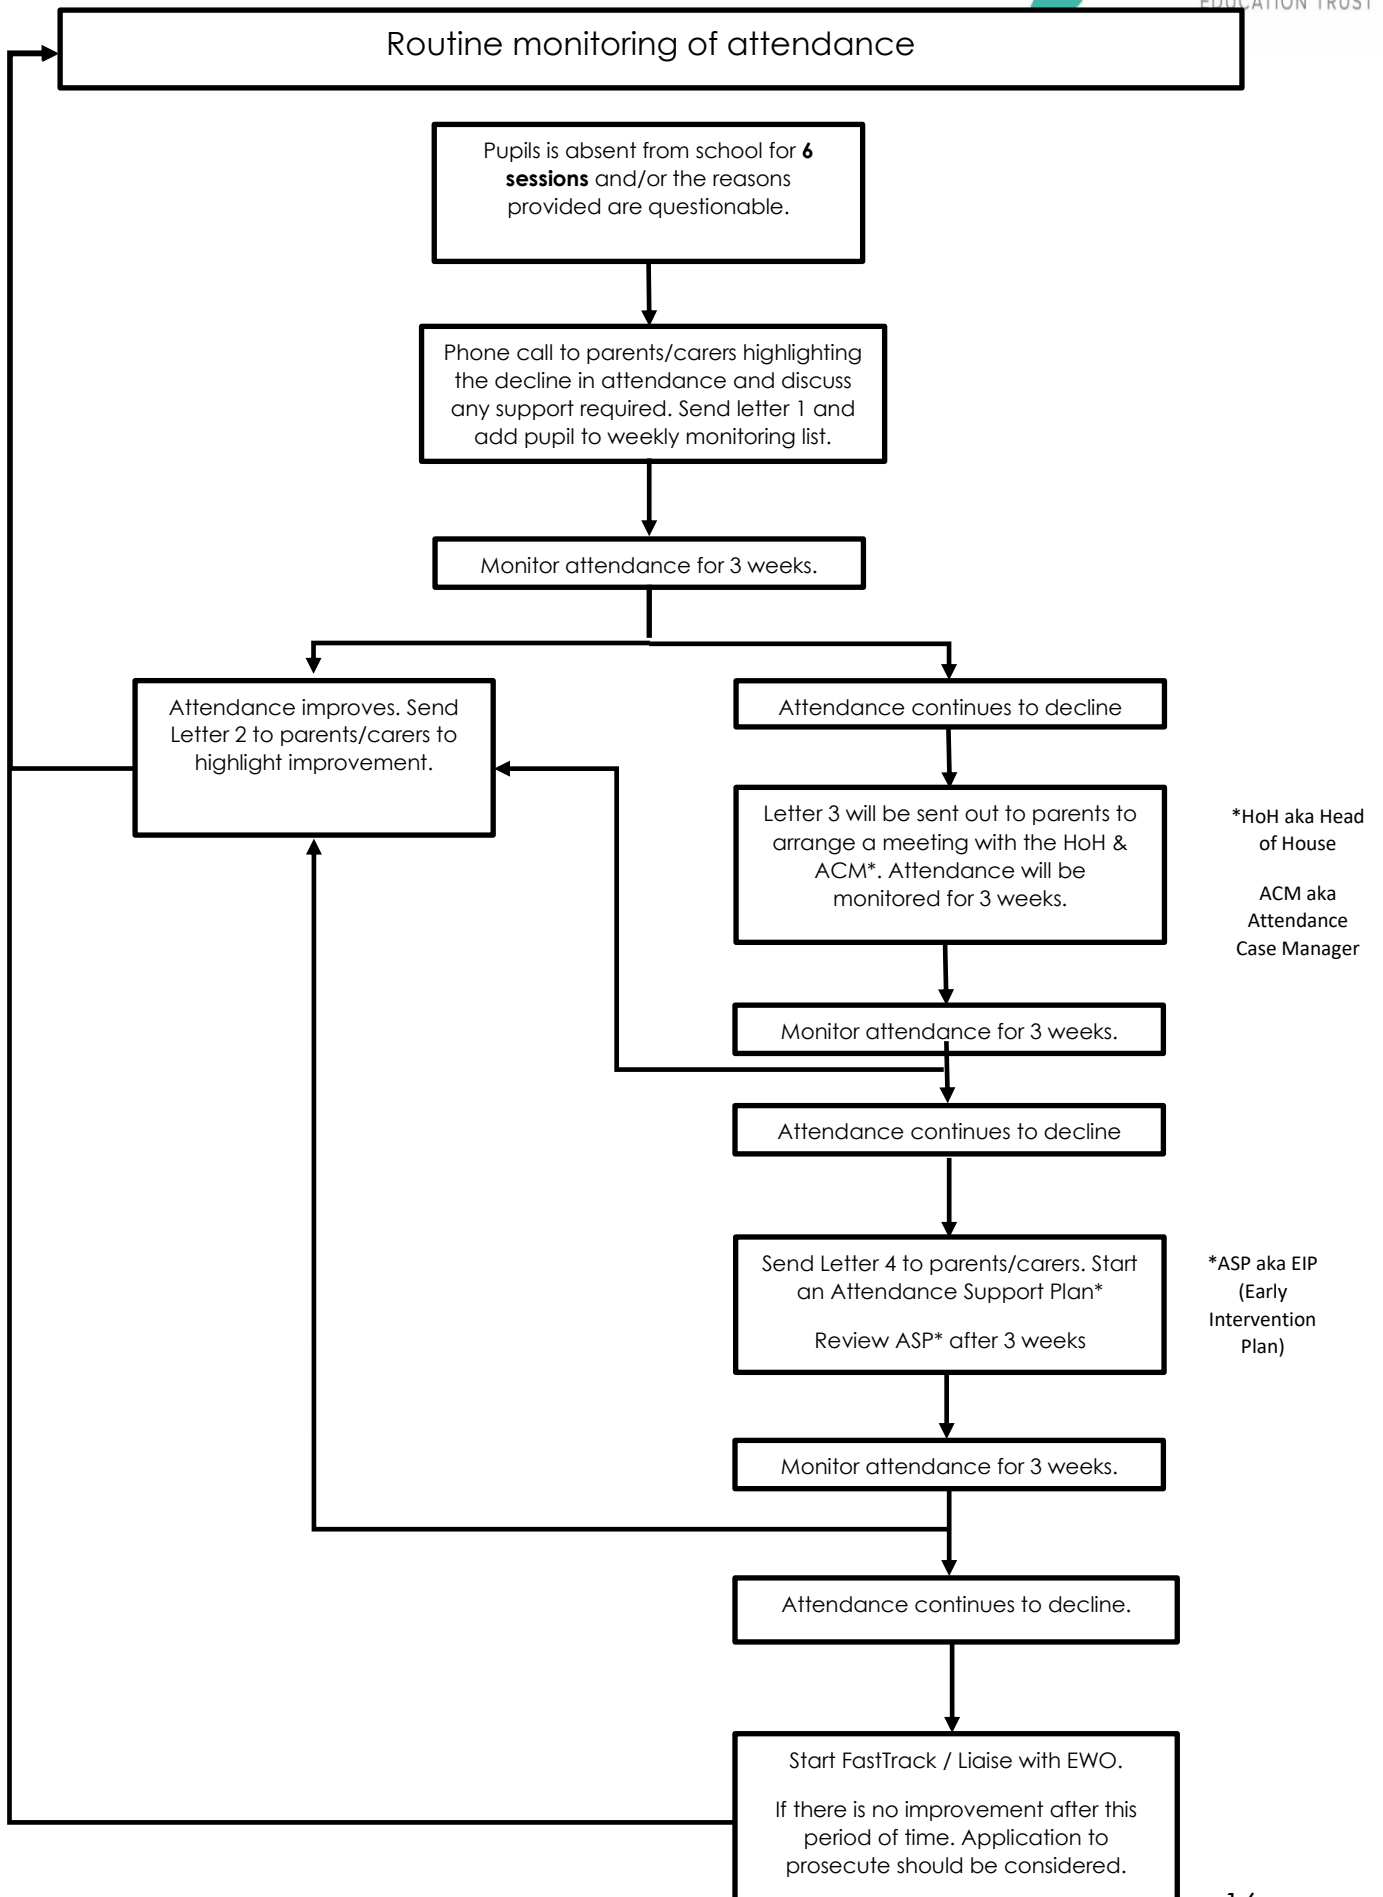 EDUCATION TRUST
Routine monitoring of attendance
Pupils is absent from school for 6
sessions and/or the reasons
provided are questionable.
Phone call to parents/carers highlighting
the decline in attendance and discuss
any support required. Send letter 1 and
add pupil to weekly monitoring list.
Monitor attendance for 3 weeks.
Attendance improves. Send
Letter 2 to parents/carers to
highlight improvement.
Attendance continues to decline
Letter 3 will be sent out to parents to
arrange a meeting with the HoH &
ACM*. Attendance will be
monitored for 3 weeks.
*HoH aka Head
of House
ACM aka
Attendance
Case Manager
Monitor attendance for 3 weeks.
Attendance continues to decline
Send Letter 4 to parents/carers. Start
an Attendance Support Plan*
Review ASP* after 3 weeks
*ASP aka EIP
(Early
Intervention
Plan)
Monitor attendance for 3 weeks.
Attendance continues to decline.
Start FastTrack / Liaise with EWO.
If there is no improvement after this
period of time. Application to
prosecute should be considered.